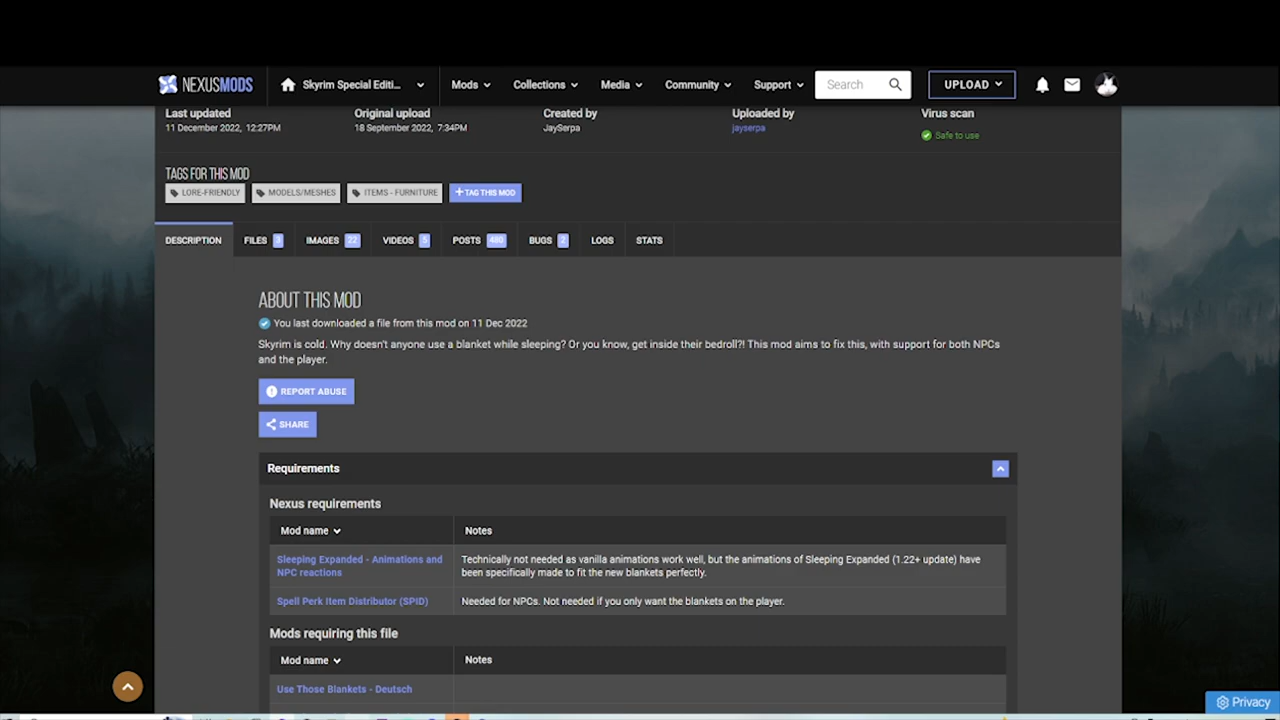 NEXUSMODS
Skyrim Special Editi...
Mods
Collections
Media
Community
Support
Search
UPLOAD
Last updated
11 December 2022, 12:27PM
Original upload
18 September 2022, 7:34PM
Created by
JaySerpa
Uploaded by
jayserpa
Virus scan
Safe to use
TAGS FOR THIS MOD
LORE-FRIENDLY
MODELS/MESHES
ITEMS - FURNITURE
+ TAG THIS MOD
DESCRIPTION
FILES 3
IMAGES 22
VIDEOS 5
POSTS 480
BUGS 2
LOGS
STATS
ABOUT THIS MOD
You last downloaded a file from this mod on 11 Dec 2022
Skyrim is cold. Why doesn't anyone use a blanket while sleeping? Or you know, get inside their bedroll?! This mod aims to fix this, with support for both NPCs
and the player.
REPORT ABUSE
SHARE
Requirements
Nexus requirements
Mod name
Notes
Sleeping Expanded - Animations and
NPC reactions
Technically not needed as vanilla animations work well, but the animations of Sleeping Expanded (1.22+ update) have
been specifically made to fit the new blankets perfectly.
Spell Perk Item Distributor (SPID)
Needed for NPCs. Not needed if you only want the blankets on the player.
Mods requiring this file
Mod name
Notes
Use Those Blankets - Deutsch
Privacy